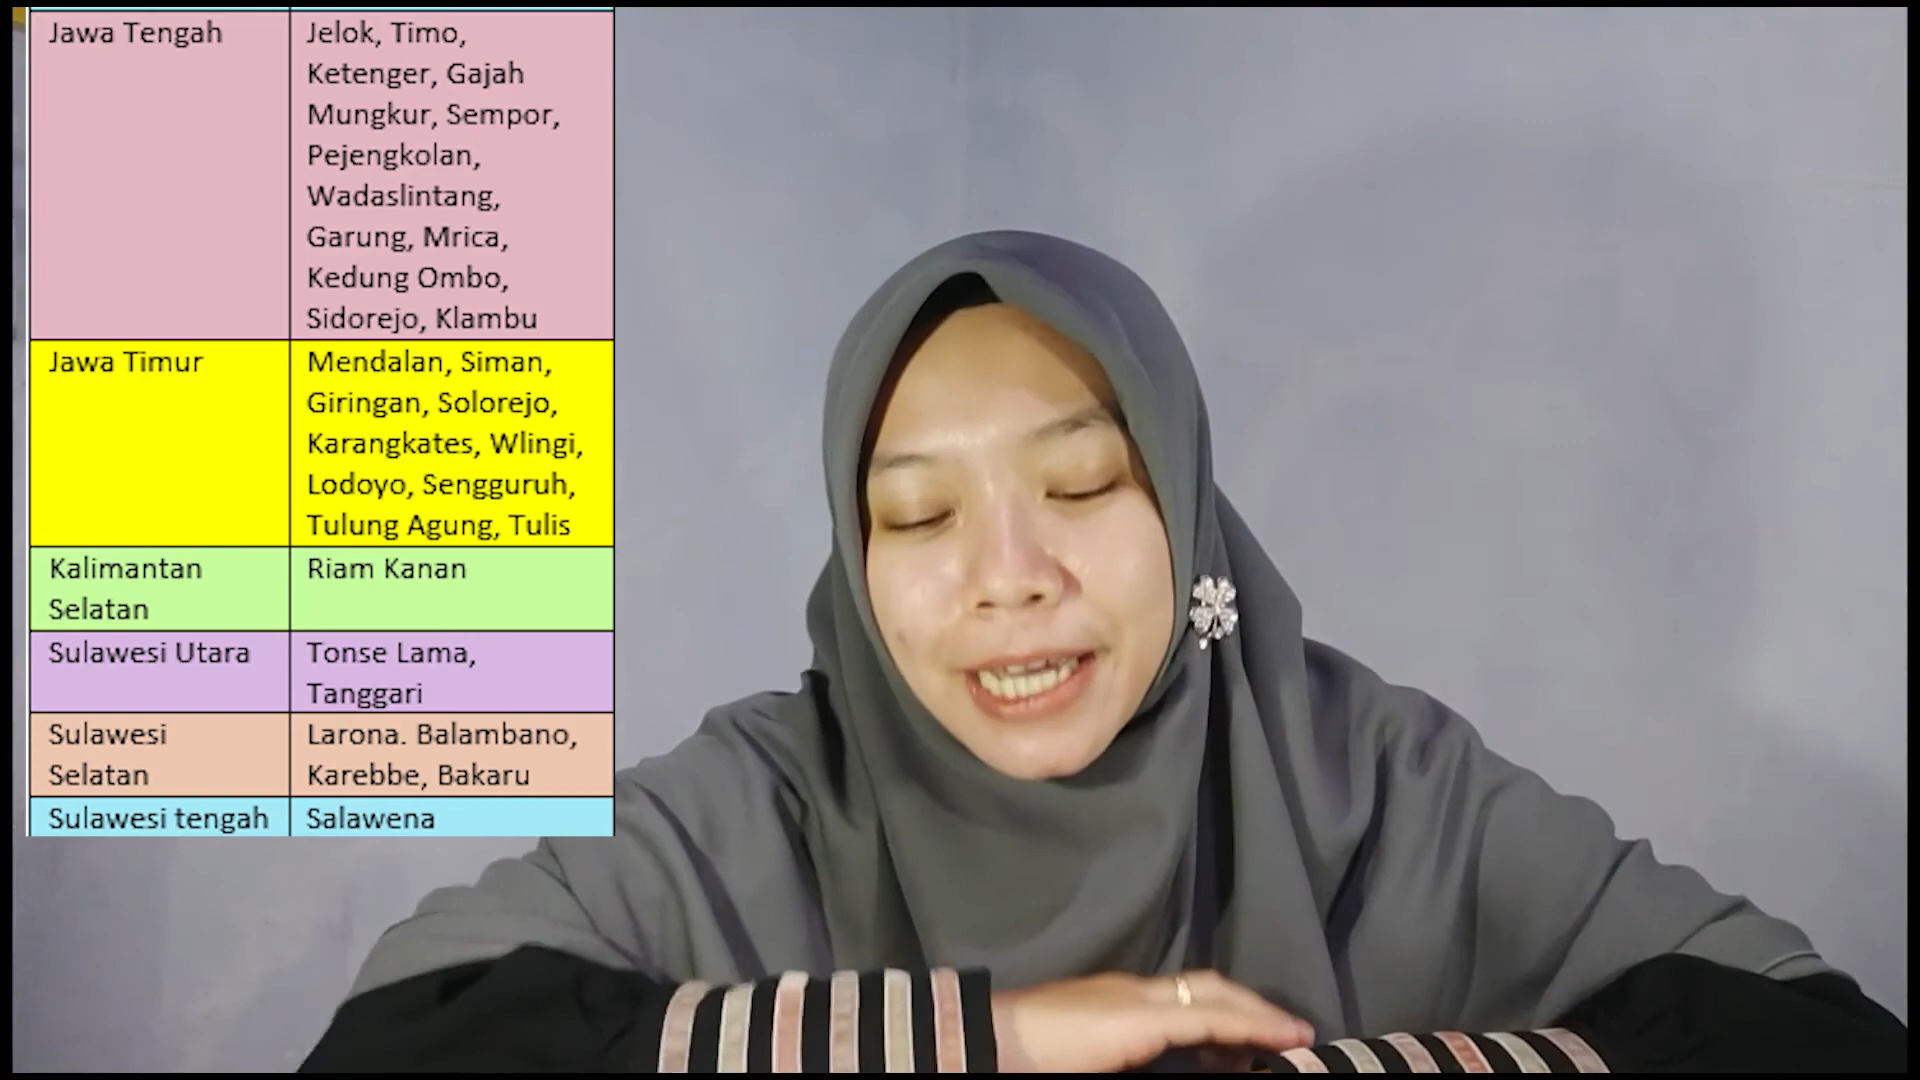 Jawa Tengah
Jelok, Timo,
Ketenger, Gajah
Mungkur, Sempor,
Pejengkolan,
Wadaslintang,
Garung, Mrica,
Kedung Ombo,
Sidorejo, Klambu
Jawa Timur
Mendalan, Siman,
Giringan, Solorejo,
Karangkates, Wlingi,
Lodoyo, Sengguruh,
Tulung Agung, Tulis
Kalimantan
Selatan
Riam Kanan
Sulawesi Utara
Tonse Lama,
Tanggari
Sulawesi
Selatan
Larona. Balambano,
Karebbe, Bakaru
Sulawesi tengah
Salawena